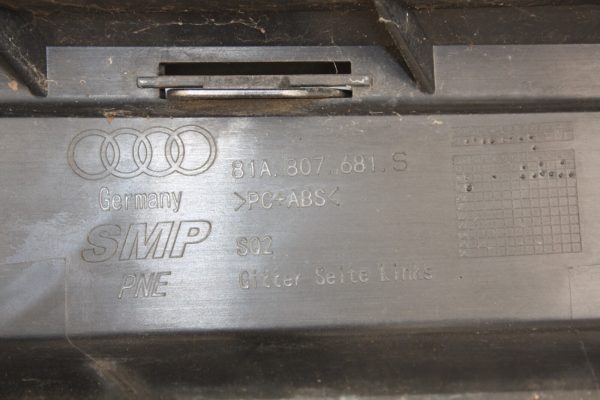 81A.807.681.S
Germany >PC+ABS<
SMP S02
PNE Gitter Seite Links